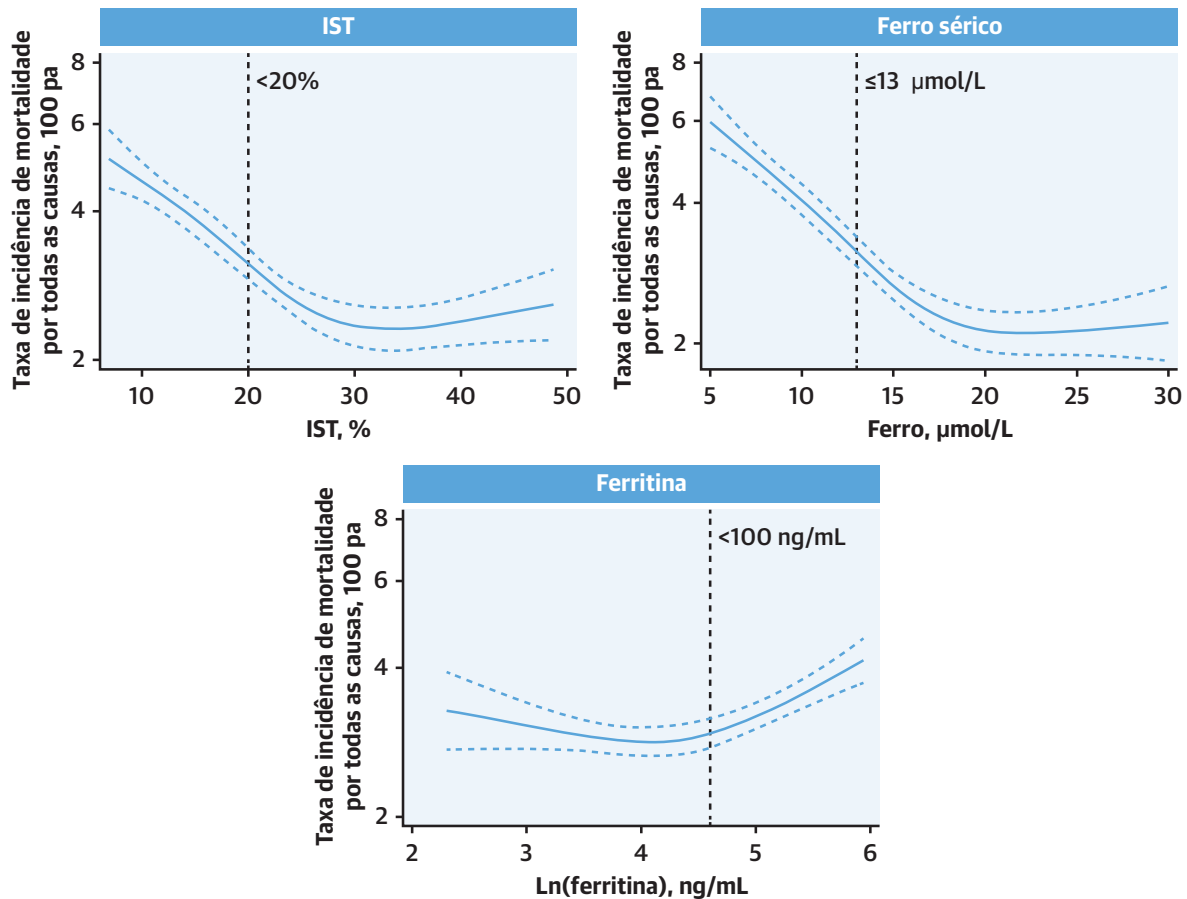 IST
Taxa de incidência de mortalidade
por todas as causas, 100 pa
8
6
4
2
<20%
10 20 30 40 50
IST, %
Ferro sérico
Taxa de incidência de mortalidade
por todas as causas, 100 pa
8
6
4
2
≤13 μmol/L
5 10 15 20 25 30
Ferro, μmol/L
Ferritina
Taxa de incidência de mortalidade
por todas as causas, 100 pa
8
6
4
2
<100 ng/mL
2 3 4 5 6
Ln(ferritina), ng/mL